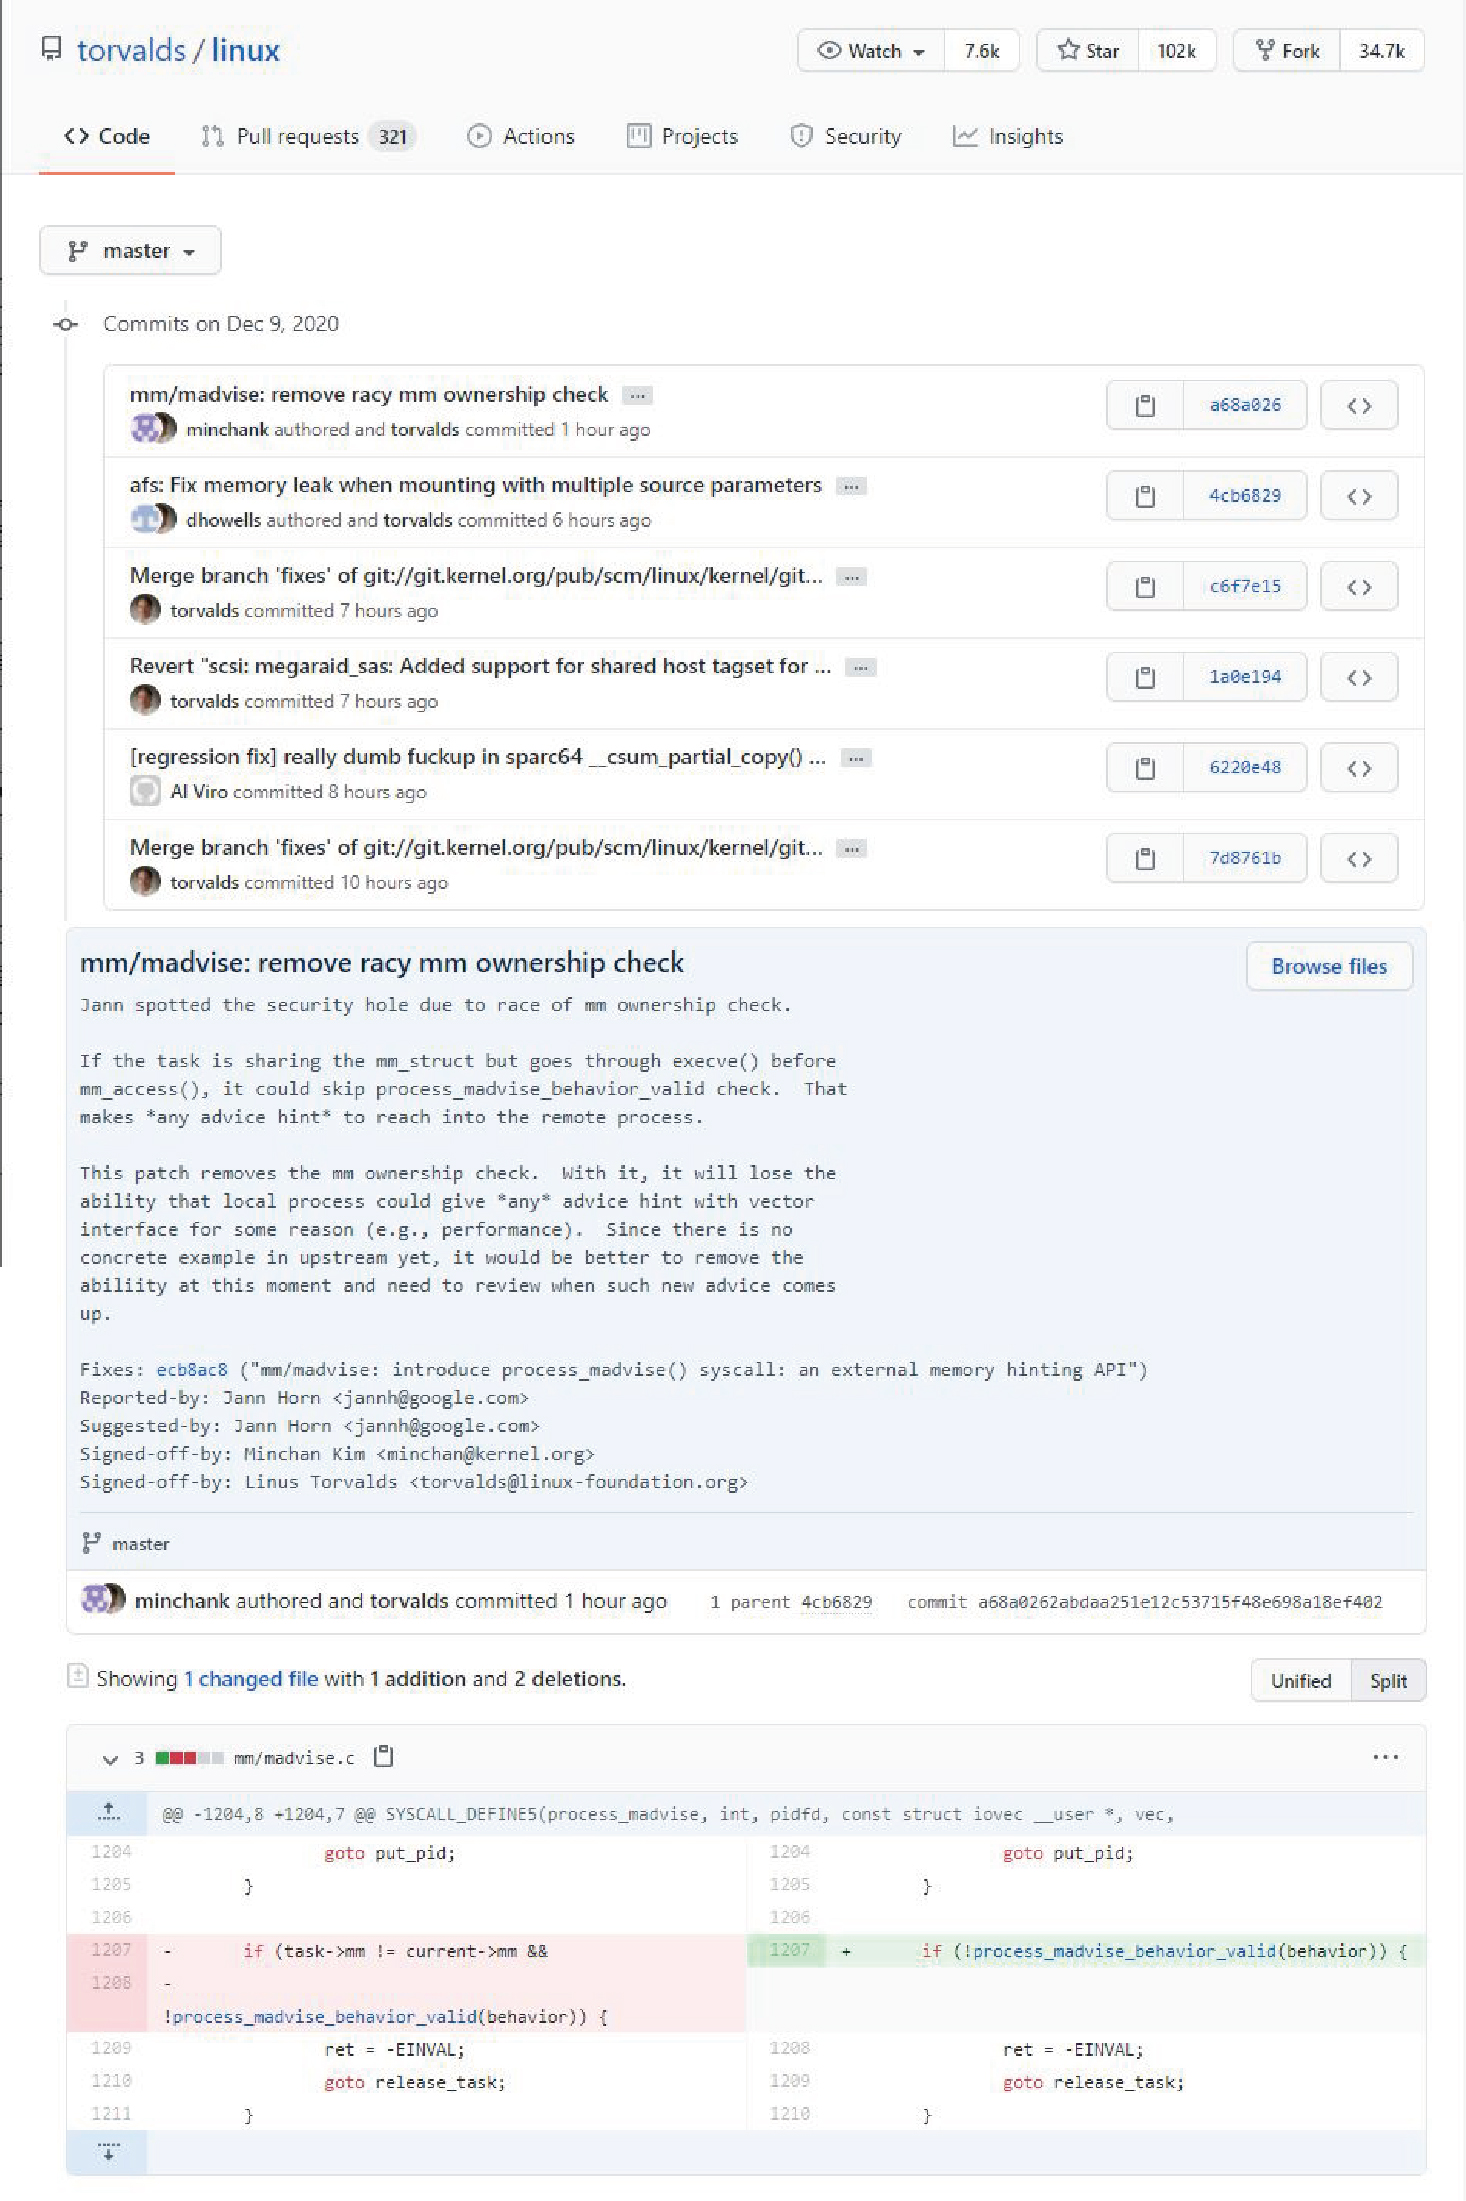 torvalds / linux
Watch 7.6k Star 102k Fork 34.7k
Code Pull requests 321 Actions Projects Security Insights
master
Commits on Dec 9, 2020
mm/madvise: remove racy mm ownership check ...
a68a026
minchank authored and torvalds committed 1 hour ago
afs: Fix memory leak when mounting with multiple source parameters ...
4cb6829
dhowells authored and torvalds committed 6 hours ago
Merge branch 'fixes' of git://git.kernel.org/pub/scm/linux/kernel/git... ...
c6f7e15
torvalds committed 7 hours ago
Revert "scsi: megaraid_sas: Added support for shared host tagset for ... ...
1a0e194
torvalds committed 7 hours ago
[regression fix] really dumb fuckup in sparc64 __csum_partial_copy() ... ...
6220e48
Al Viro committed 8 hours ago
Merge branch 'fixes' of git://git.kernel.org/pub/scm/linux/kernel/git... ...
7d8761b
torvalds committed 10 hours ago
mm/madvise: remove racy mm ownership check
Browse files
Jann spotted the security hole due to race of mm ownership check.
If the task is sharing the mm_struct but goes through execve() before
mm_access(), it could skip process_madvise_behavior_valid check.  That
makes *any advice hint* to reach into the remote process.
This patch removes the mm ownership check.  With it, it will lose the
ability that local process could give *any* advice hint with vector
interface for some reason (e.g., performance).  Since there is no
concrete example in upstream yet, it would be better to remove the
abiliity at this moment and need to review when such new advice comes
up.
Fixes: ecb8ac8 ("mm/madvise: introduce process_madvise() syscall: an external memory hinting API")
Reported-by: Jann Horn <jannh@google.com>
Suggested-by: Jann Horn <jannh@google.com>
Signed-off-by: Minchan Kim <minchan@kernel.org>
Signed-off-by: Linus Torvalds <torvalds@linux-foundation.org>
master
minchank authored and torvalds committed 1 hour ago 1 parent 4cb6829 commit a68a0262abdaa251e12c53715f48e698a18ef402
Showing 1 changed file with 1 addition and 2 deletions.
Unified Split
3 mm/madvise.c ...
@@ -1204,8 +1204,7 @@ SYSCALL_DEFINE5(process_madvise, int, pidfd, const struct iovec __user *, vec,
1204 goto put_pid; 1204 goto put_pid;
1205 } 1205 }
1206 1206
1207 - if (task->mm != current->mm && 1207 + if (!process_madvise_behavior_valid(behavior)) {
1208 -
!process_madvise_behavior_valid(behavior)) {
1209 ret = -EINVAL; 1208 ret = -EINVAL;
1210 goto release_task; 1209 goto release_task;
1211 } 1210 }